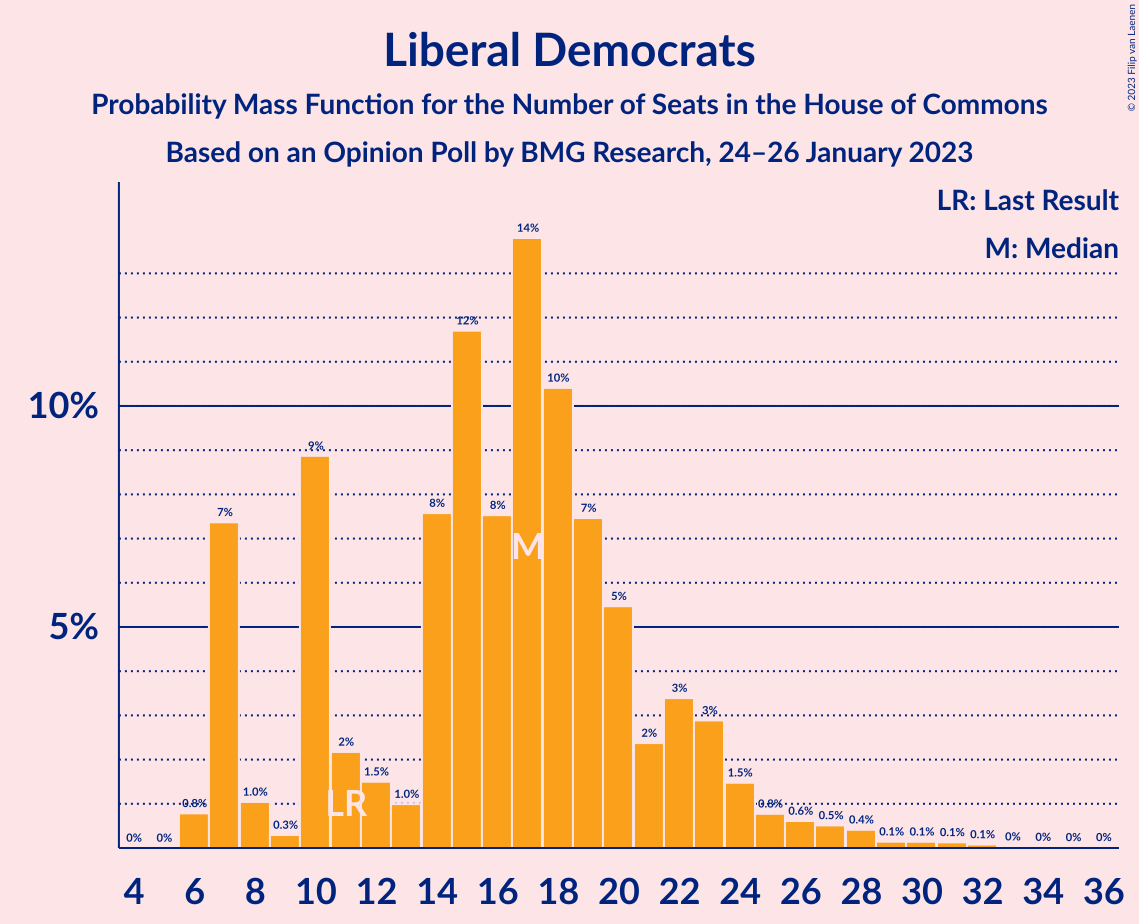 © 2023 Filip van Laenen
Liberal Democrats
Probability Mass Function for the Number of Seats in the House of Commons
Based on an Opinion Poll by BMG Research, 24–26 January 2023
LR: Last Result
M: Median
10%
5%
0% 0% 0.8% 7% 1.0% 0.3% 9% 2% 1.5% 1.0% 8% 12% 8% 14% 10% 7% 5% 2% 3% 3% 1.5% 0.8% 0.6% 0.5% 0.4% 0.1% 0.1% 0.1% 0.1% 0% 0% 0% 0%
M
LR
4 6 8 10 12 14 16 18 20 22 24 26 28 30 32 34 36